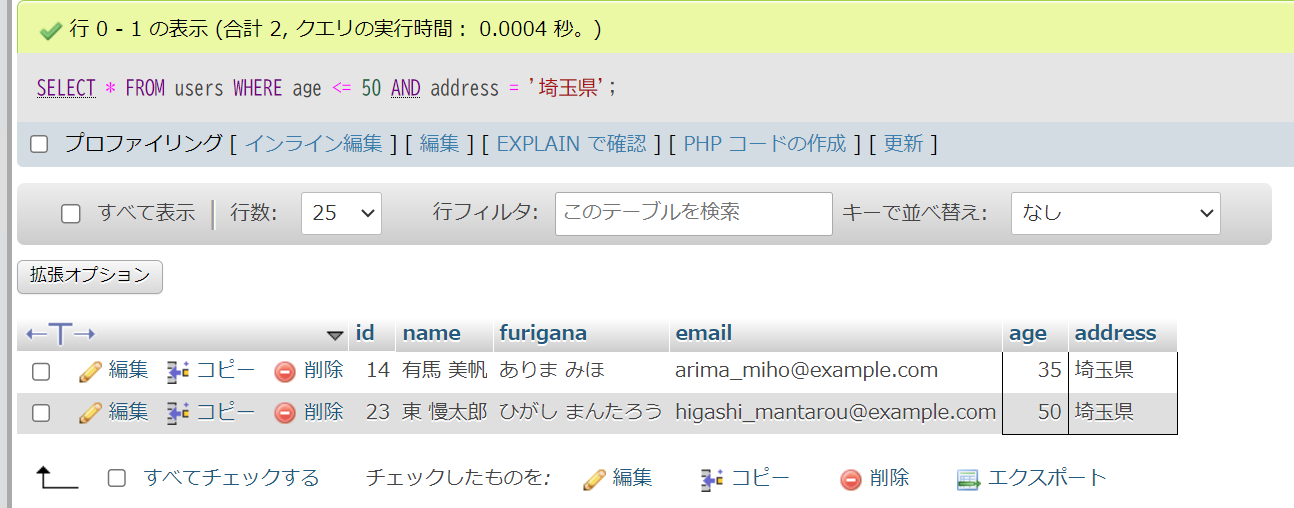 行 0 - 1 の表示 (合計 2, クエリの実行時間： 0.0004 秒。)
SELECT * FROM users WHERE age <= 50 AND address = '埼玉県';
プロファイリング [ インライン編集 ] [ 編集 ] [ EXPLAIN で確認 ] [ PHP コードの作成 ] [ 更新 ]
すべて表示 行数: 25 行フィルタ: このテーブルを検索 キーで並べ替え: なし
拡張オプション
←T→ id name furigana email age address
編集 コピー 削除 14 有馬 美帆 ありま みほ arima_miho@example.com 35 埼玉県
編集 コピー 削除 23 東 慢太郎 ひがし まんたろう higashi_mantarou@example.com 50 埼玉県
すべてチェックする チェックしたものを: 編集 コピー 削除 エクスポート